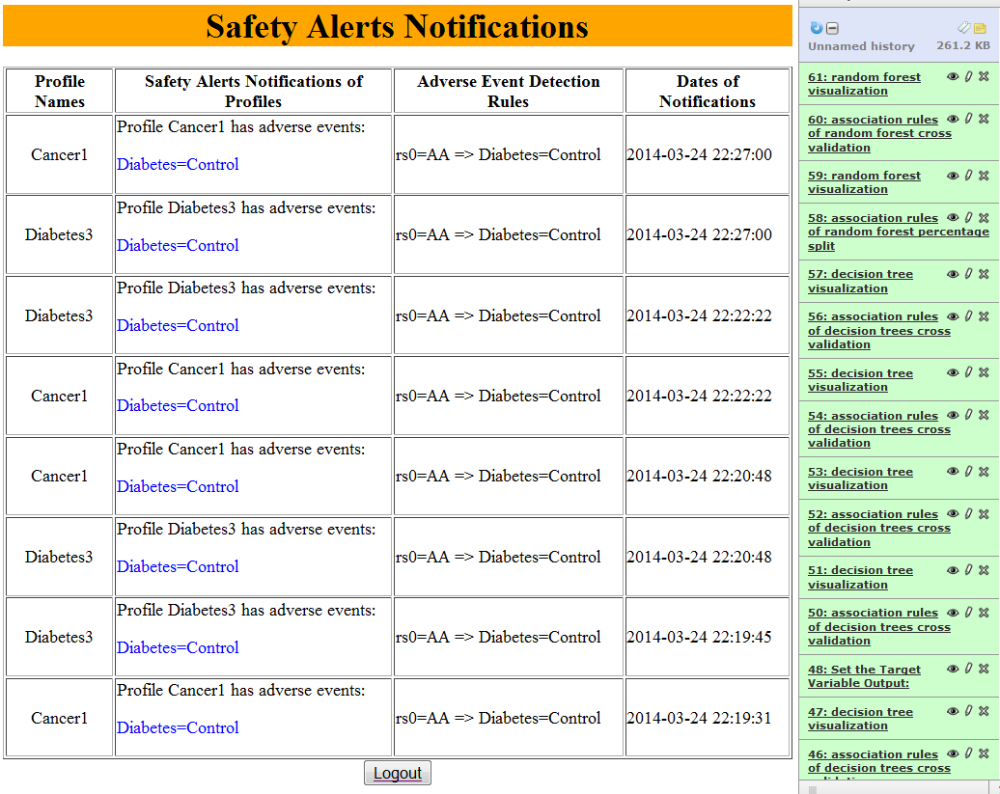 Safety Alerts Notifications
Profile Names
Safety Alerts Notifications of Profiles
Adverse Event Detection Rules
Dates of Notifications
Cancer1
Profile Cancer1 has adverse events:
Diabetes=Control
rs0=AA => Diabetes=Control
2014-03-24 22:27:00
Diabetes3
Profile Diabetes3 has adverse events:
Diabetes=Control
rs0=AA => Diabetes=Control
2014-03-24 22:27:00
Diabetes3
Profile Diabetes3 has adverse events:
Diabetes=Control
rs0=AA => Diabetes=Control
2014-03-24 22:22:22
Cancer1
Profile Cancer1 has adverse events:
Diabetes=Control
rs0=AA => Diabetes=Control
2014-03-24 22:22:22
Cancer1
Profile Cancer1 has adverse events:
Diabetes=Control
rs0=AA => Diabetes=Control
2014-03-24 22:20:48
Diabetes3
Profile Diabetes3 has adverse events:
Diabetes=Control
rs0=AA => Diabetes=Control
2014-03-24 22:20:48
Diabetes3
Profile Diabetes3 has adverse events:
Diabetes=Control
rs0=AA => Diabetes=Control
2014-03-24 22:19:45
Cancer1
Profile Cancer1 has adverse events:
Diabetes=Control
rs0=AA => Diabetes=Control
2014-03-24 22:19:31
Logout
Unnamed history 261.2 KB
61: random forest
visualization
60: association rules
of random forest cross
validation
59: random forest
visualization
58: association rules
of random forest percentage
split
57: decision tree
visualization
56: association rules
of decision trees cross
validation
55: decision tree
visualization
54: association rules
of decision trees cross
validation
53: decision tree
visualization
52: association rules
of decision trees cross
validation
51: decision tree
visualization
50: association rules
of decision trees cross
validation
48: Set the Target
Variable Output:
47: decision tree
visualization
46: association rules
of decision trees cross